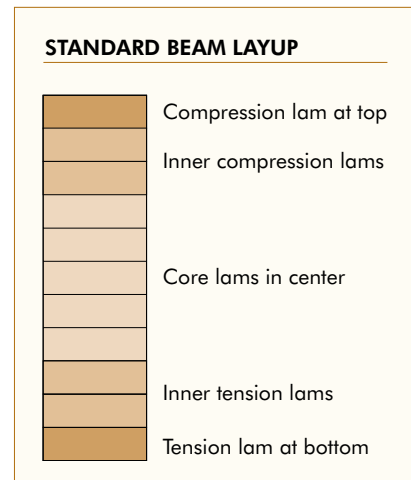 STANDARD BEAM LAYUP
Compression lam at top
Inner compression lams
Core lams in center
Inner tension lams
Tension lam at bottom